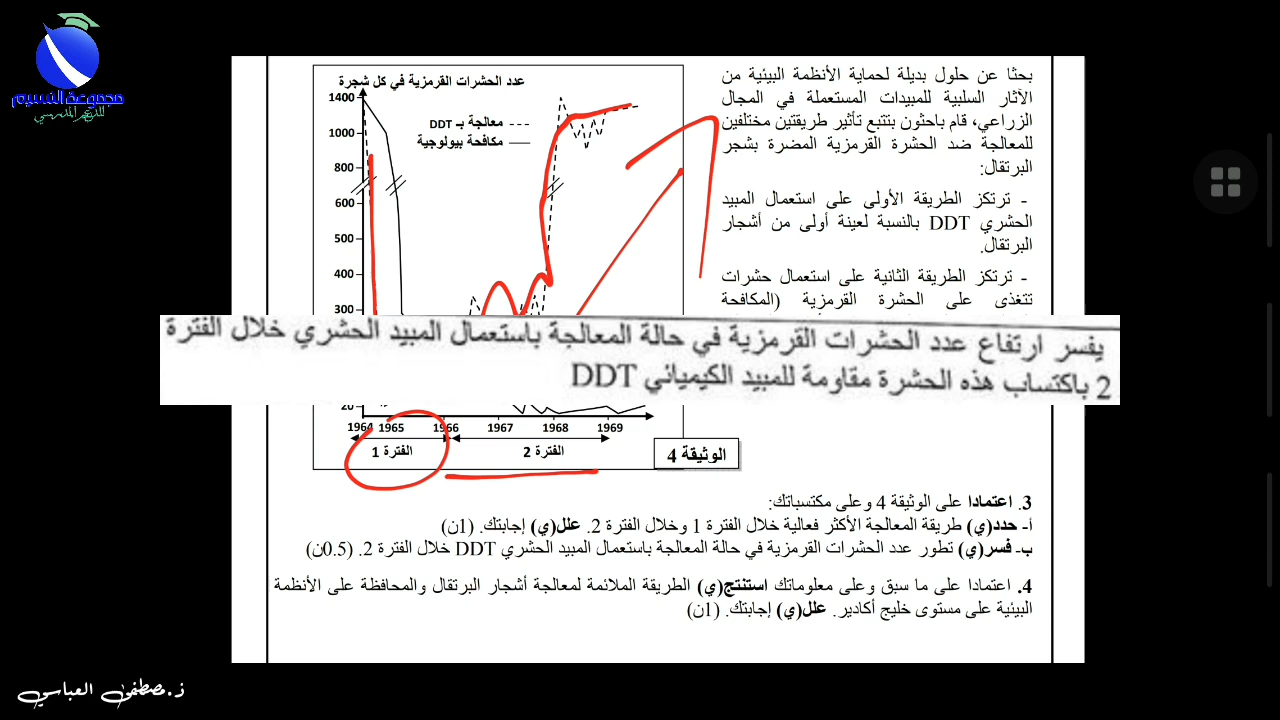 مجموعة النسيم
للدعم المدرسي
بحثا عن حلول بديلة لحماية الأنظمة البيئية من
الآثار السلبية للمبيدات المستعملة في المجال
الزراعي، قام باحثون بتتبع تأثير طريقتين مختلفتين
للمعالجة ضد الحشرة القرمزية المضرة بشجر
البرتقال:
- ترتكز الطريقة الأولى على استعمال المبيد
الحشري DDT بالنسبة لعينة أولى من أشجار
البرتقال.
- ترتكز الطريقة الثانية على استعمال حشرات
تتغذى على الحشرة القرمزية (المكافحة
عدد الحشرات القرمزية في كل شجرة
1400
1000
800
600
500
400
300
20
معالجة بـ DDT
مكافحة بيولوجية
يفسر ارتفاع عدد الحشرات القرمزية في حالة المعالجة باستعمال المبيد الحشري خلال الفترة
2 باكتساب هذه الحشرة مقاومة للمبيد الكيميائي DDT
1964 1965 1966 1967 1968 1969
الفترة 1 الفترة 2
الوثيقة 4
3. اعتمادا على الوثيقة 4 وعلى مكتسباتك:
أ- حدد(ي) طريقة المعالجة الأكثر فعالية خلال الفترة 1 وخلال الفترة 2. علل(ي) إجابتك. (1ن)
ب- فسر(ي) تطور عدد الحشرات القرمزية في حالة المعالجة باستعمال المبيد الحشري DDT خلال الفترة 2. (0.5ن)
4. اعتمادا على ما سبق وعلى معلوماتك استنتج(ي) الطريقة الملائمة لمعالجة أشجار البرتقال والمحافظة على الأنظمة
البيئية على مستوى خليج أكادير. علل(ي) إجابتك. (1ن)
ذ.مصطفى العباسي